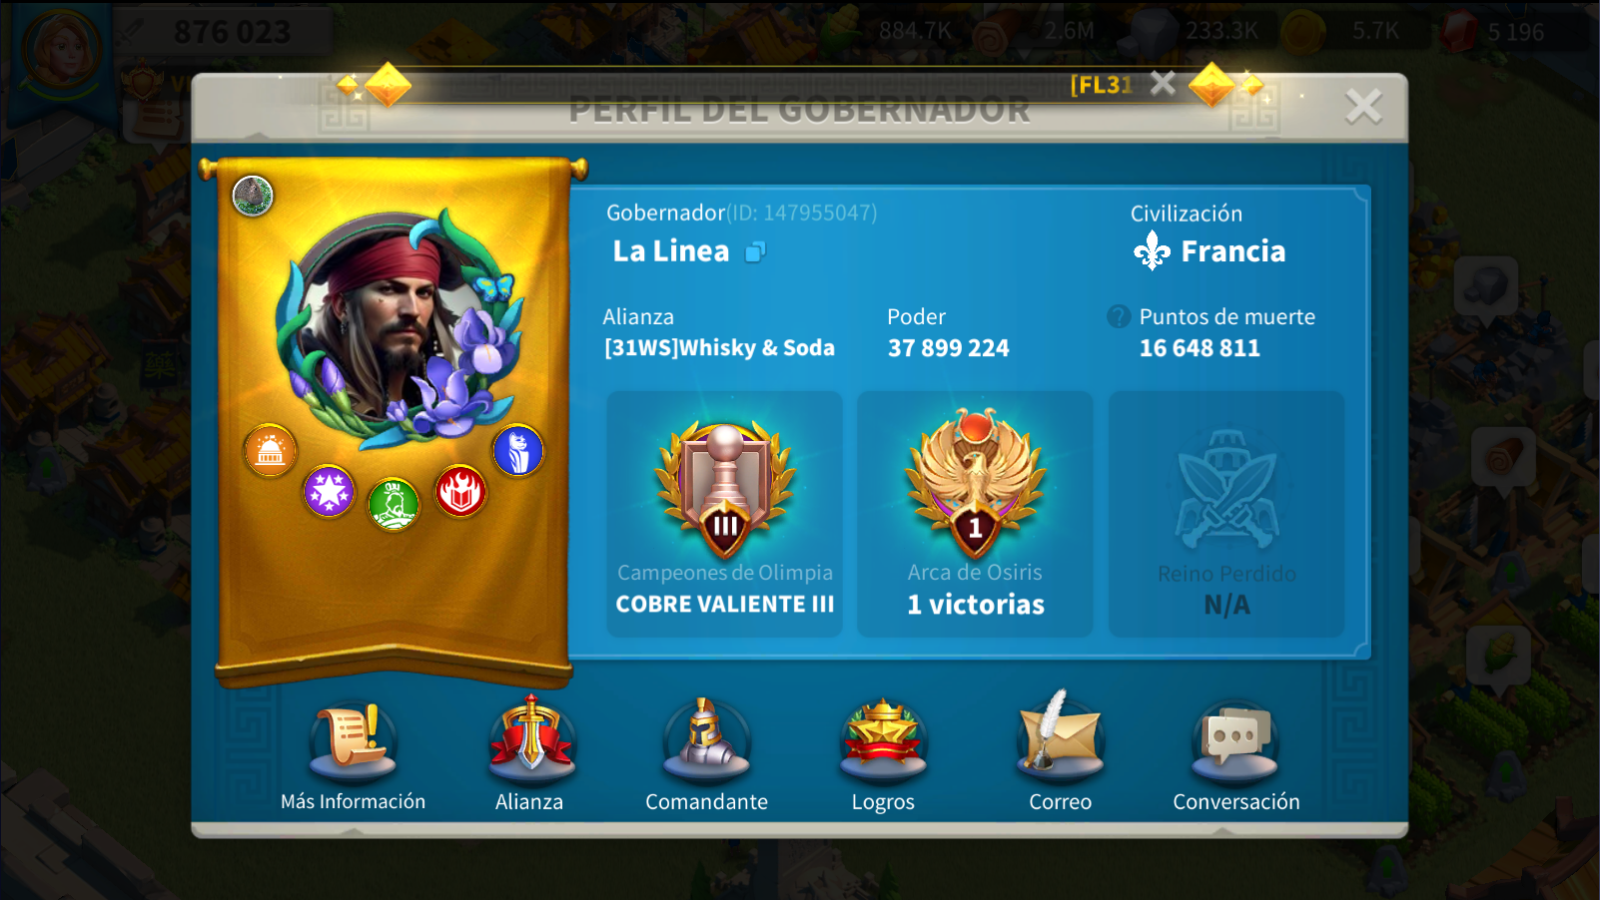 876 023
884.7K
2.6M
233.3K
5.7K
5 196
[FL31
PERFIL DEL GOBERNADOR
Gobernador(ID: 147955047)
La Linea
Civilización
Francia
Alianza
[31WS]Whisky & Soda
Poder
37 899 224
? Puntos de muerte
16 648 811
III
Campeones de Olimpia
COBRE VALIENTE III
1
Arca de Osiris
1 victorias
Reino Perdido
N/A
Más Información
Alianza
Comandante
Logros
Correo
Conversación